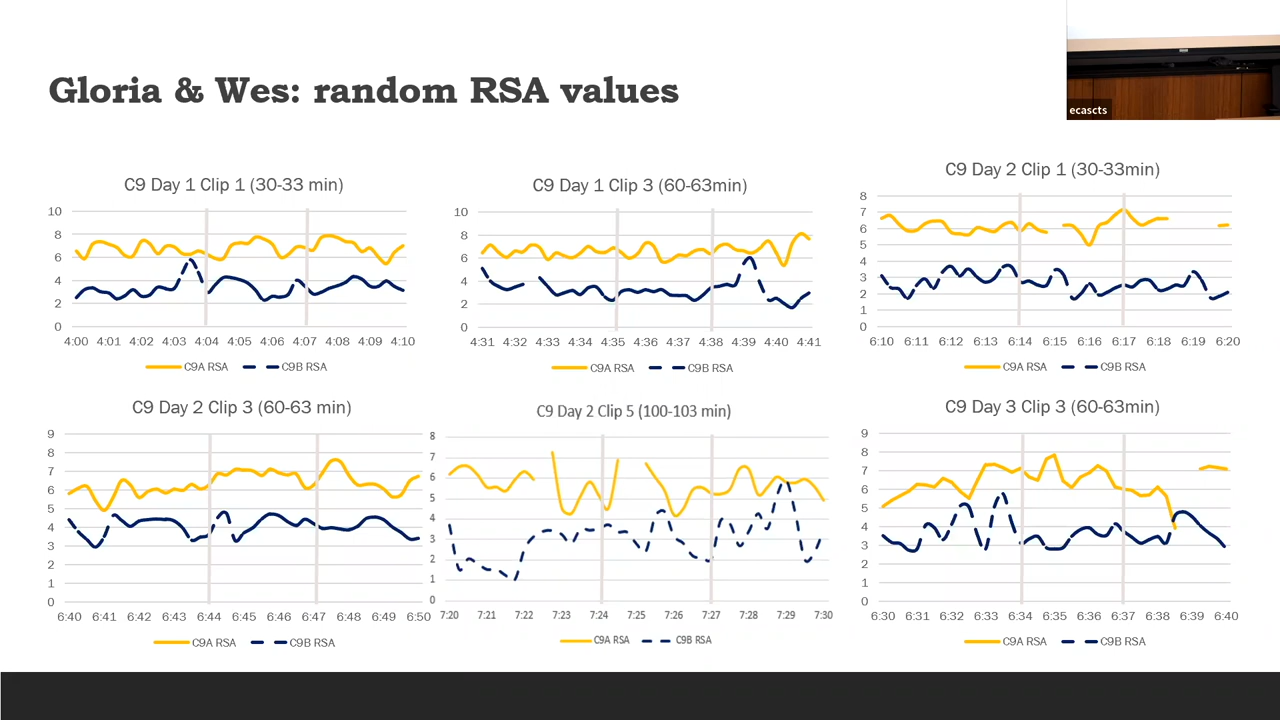 ecascts
Gloria & Wes: random RSA values
C9 Day 1 Clip 1 (30-33 min)
10
8
6
4
2
0
4:00 4:01 4:02 4:03 4:04 4:05 4:06 4:07 4:08 4:09 4:10
C9A RSA C9B RSA
C9 Day 1 Clip 3 (60-63min)
10
8
6
4
2
0
4:31 4:32 4:33 4:34 4:35 4:36 4:37 4:38 4:39 4:40 4:41
C9A RSA C9B RSA
C9 Day 2 Clip 1 (30-33min)
8
7
6
5
4
3
2
1
0
6:10 6:11 6:12 6:13 6:14 6:15 6:16 6:17 6:18 6:19 6:20
C9A RSA C9B RSA
C9 Day 2 Clip 3 (60-63 min)
9
8
7
6
5
4
3
2
1
0
6:40 6:41 6:42 6:43 6:44 6:45 6:46 6:47 6:48 6:49 6:50
C9A RSA C9B RSA
C9 Day 2 Clip 5 (100-103 min)
8
7
6
5
4
3
2
1
0
7:20 7:21 7:22 7:23 7:24 7:25 7:26 7:27 7:28 7:29 7:30
C9A RSA C9B RSA
C9 Day 3 Clip 3 (60-63min)
9
8
7
6
5
4
3
2
1
0
6:30 6:31 6:32 6:33 6:34 6:35 6:36 6:37 6:38 6:39 6:40
C9A RSA C9B RSA